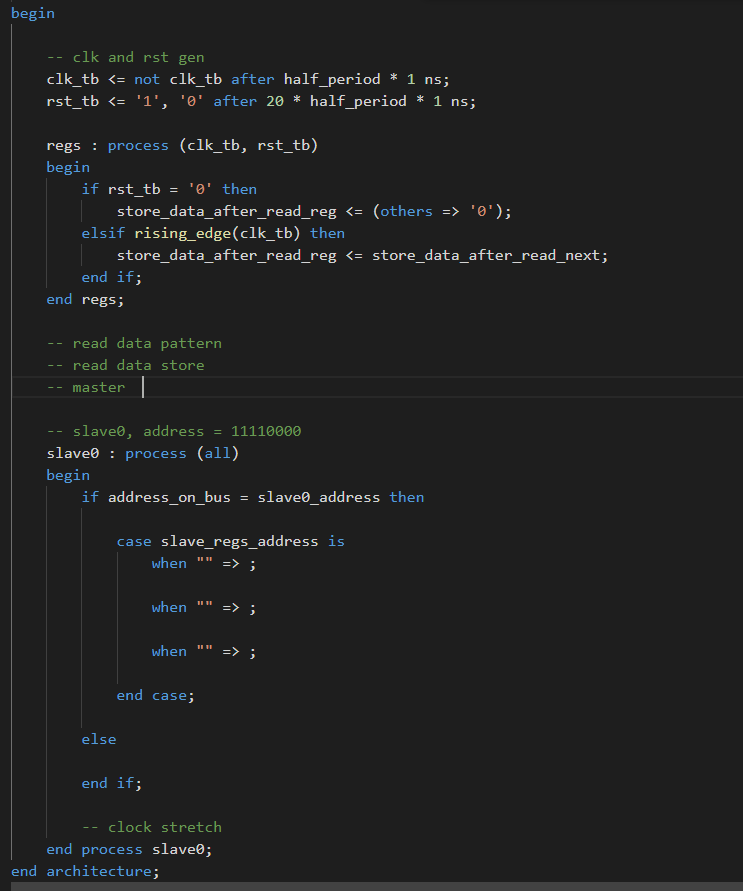 begin
-- clk and rst gen
clk_tb <= not clk_tb after half_period * 1 ns;
rst_tb <= '1', '0' after 20 * half_period * 1 ns;
regs : process (clk_tb, rst_tb)
begin
if rst_tb = '0' then
store_data_after_read_reg <= (others => '0');
elsif rising_edge(clk_tb) then
store_data_after_read_reg <= store_data_after_read_next;
end if;
end regs;
-- read data pattern
-- read data store
-- master
-- slave0, address = 11110000
slave0 : process (all)
begin
if address_on_bus = slave0_address then
case slave_regs_address is
when "" => ;
when "" => ;
when "" => ;
end case;
else
end if;
-- clock stretch
end process slave0;
end architecture;